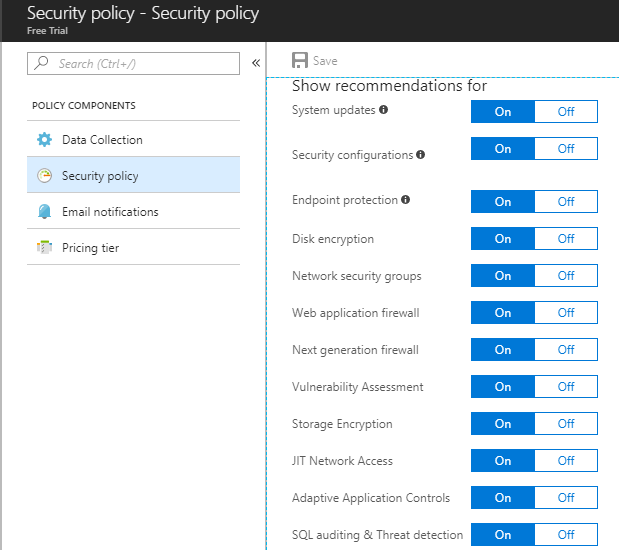 Security policy - Security policy
Free Trial
Search (Ctrl+/)
«
POLICY COMPONENTS
Data Collection
Security policy
Email notifications
Pricing tier
Save
Show recommendations for
System updates On Off
Security configurations On Off
Endpoint protection On Off
Disk encryption On Off
Network security groups On Off
Web application firewall On Off
Next generation firewall On Off
Vulnerability Assessment On Off
Storage Encryption On Off
JIT Network Access On Off
Adaptive Application Controls On Off
SQL auditing & Threat detection On Off